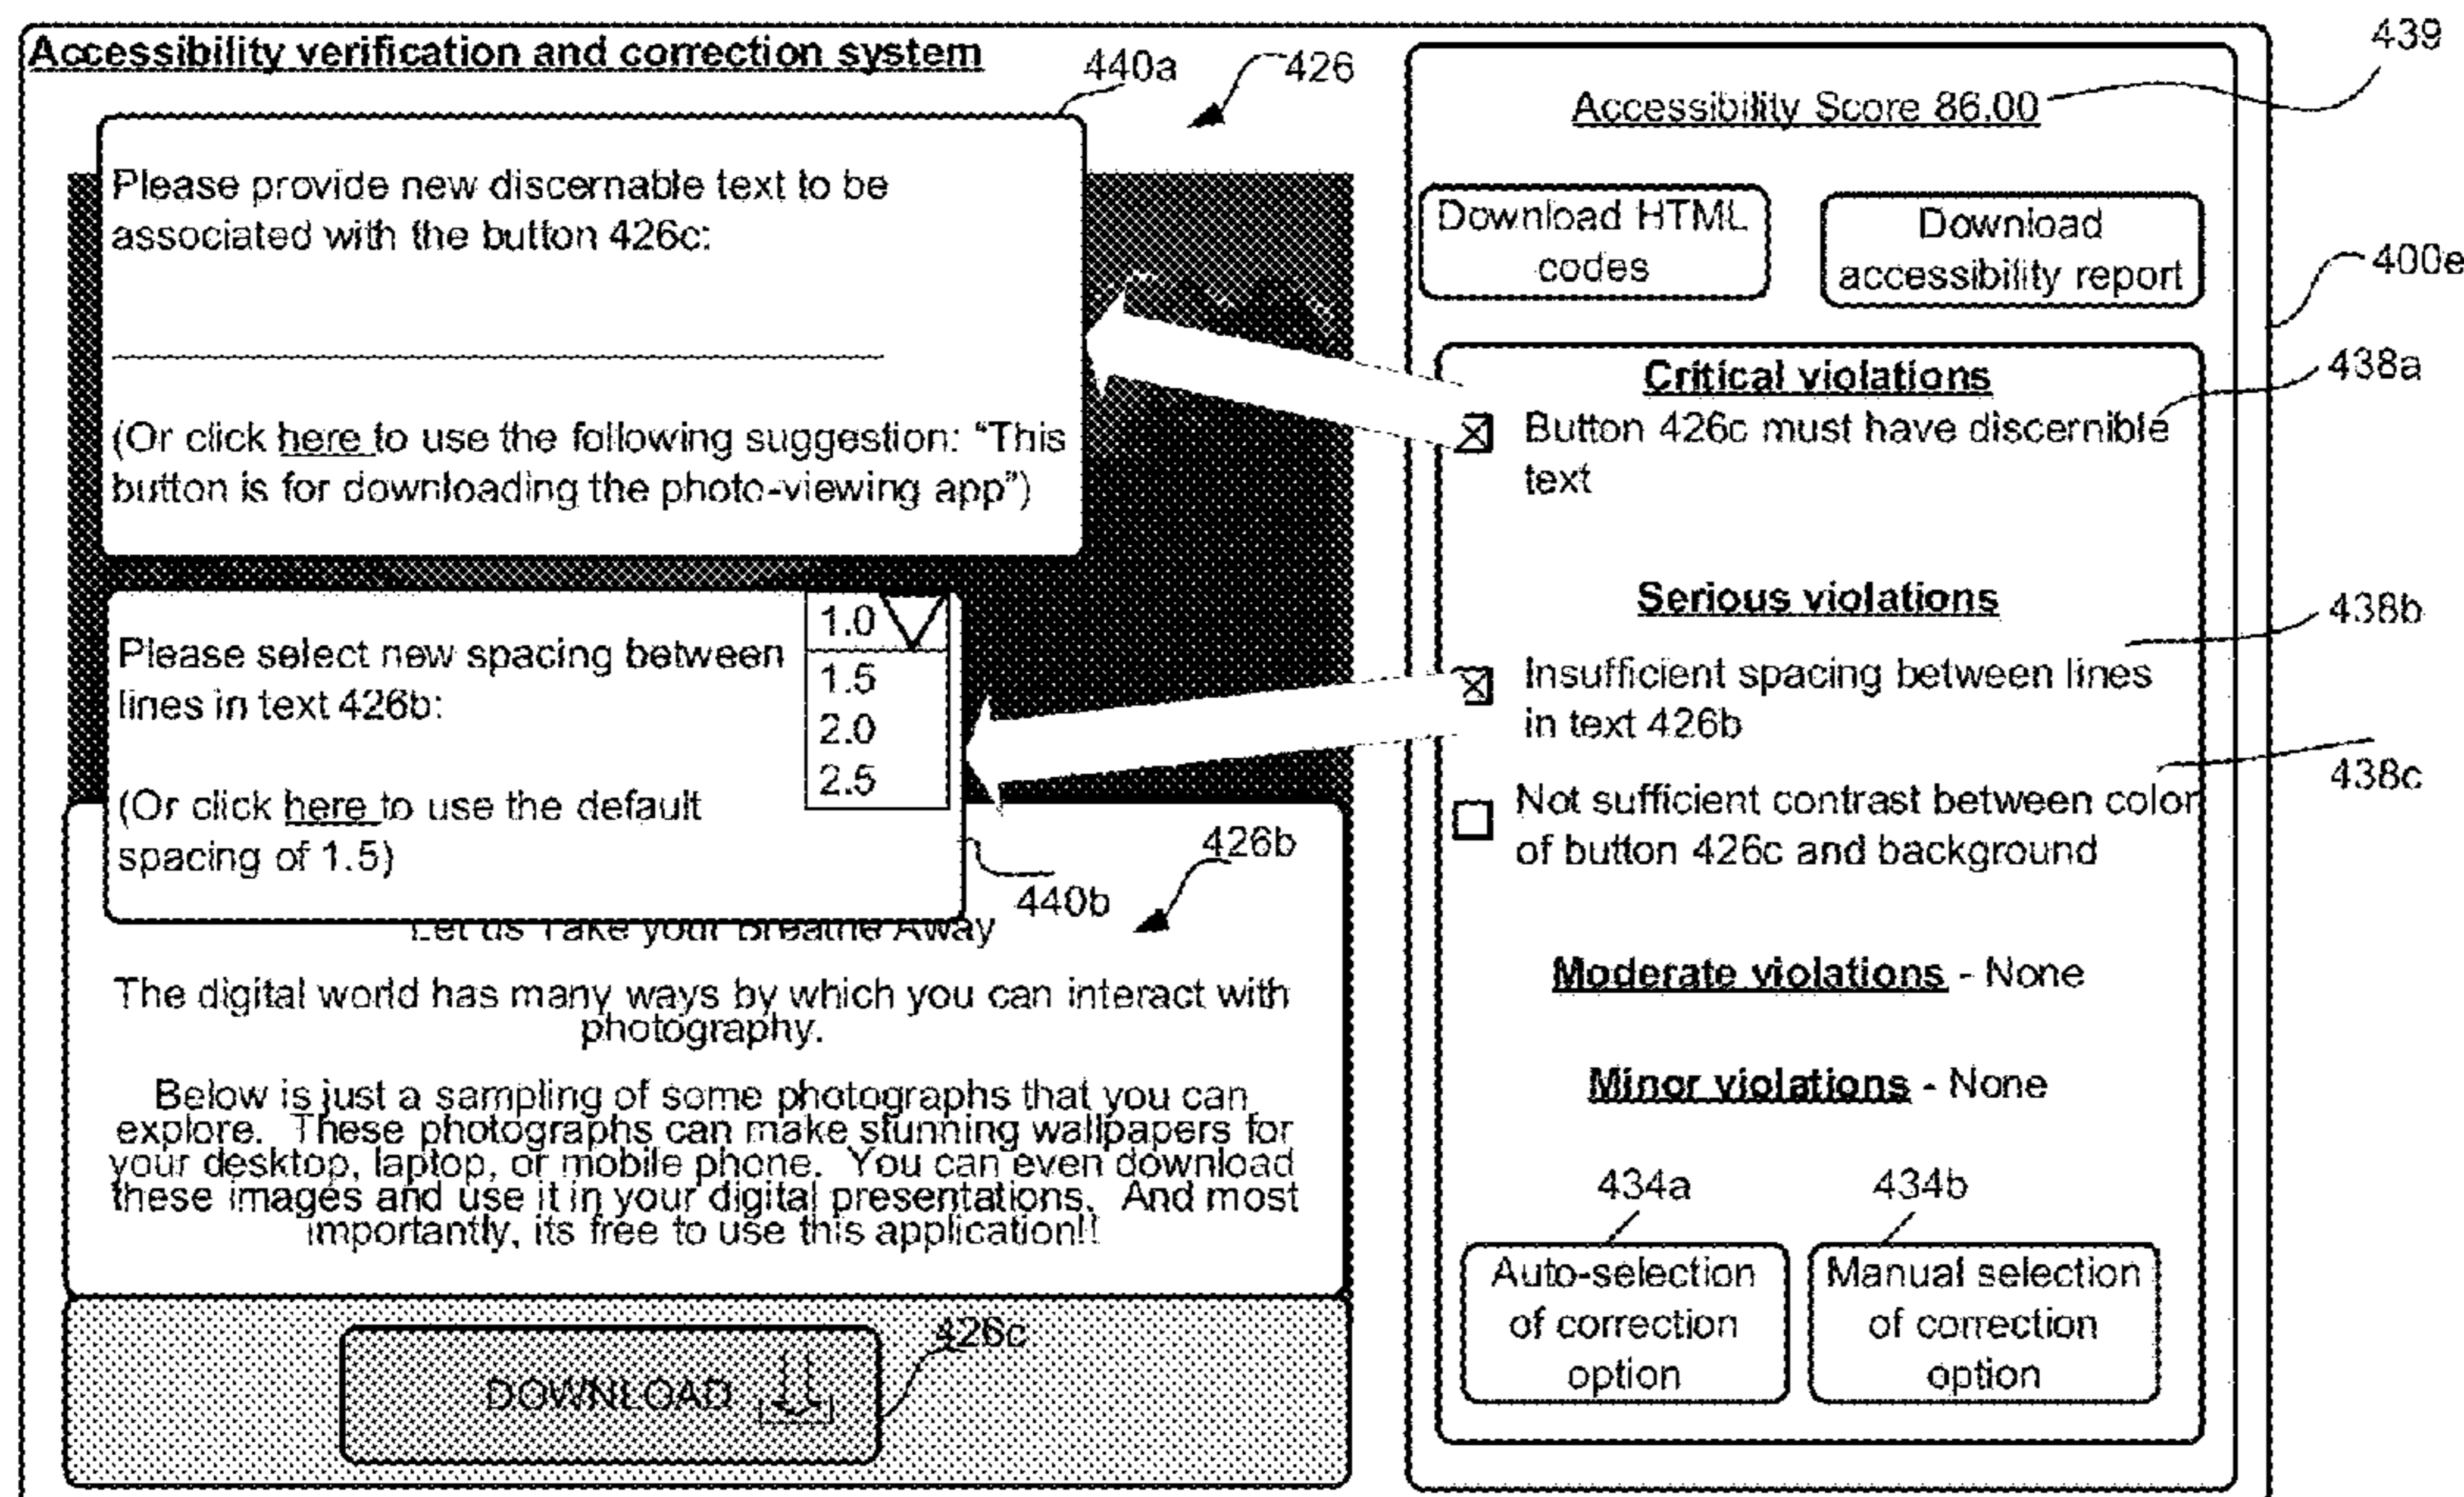 Accessibility verification and correction system
440a
426
439
Please provide new discernable text to be
associated with the button 426c:
(Or click here to use the following suggestion: “This
button is for downloading the photo-viewing app”)
Please select new spacing between
lines in text 426b:
(Or click here to use the default
spacing of 1.5)
1.0
1.5
2.0
2.5
440b
426b
Let us Take your Breathe Away
The digital world has many ways by which you can interact with
photography.
Below is just a sampling of some photographs that you can
explore. These photographs can make stunning wallpapers for
your desktop, laptop, or mobile phone. You can even download
these images and use it in your digital presentations. And most
importantly, its free to use this application!!
DOWNLOAD
426c
Accessibility Score 86.00
Download HTML
codes
Download
accessibility report
400e
Critical violations
438a
Button 426c must have discernible
text
Serious violations
438b
Insufficient spacing between lines
in text 426b
438c
Not sufficient contrast between color
of button 426c and background
Moderate violations - None
Minor violations - None
434a
434b
Auto-selection
of correction
option
Manual selection
of correction
option